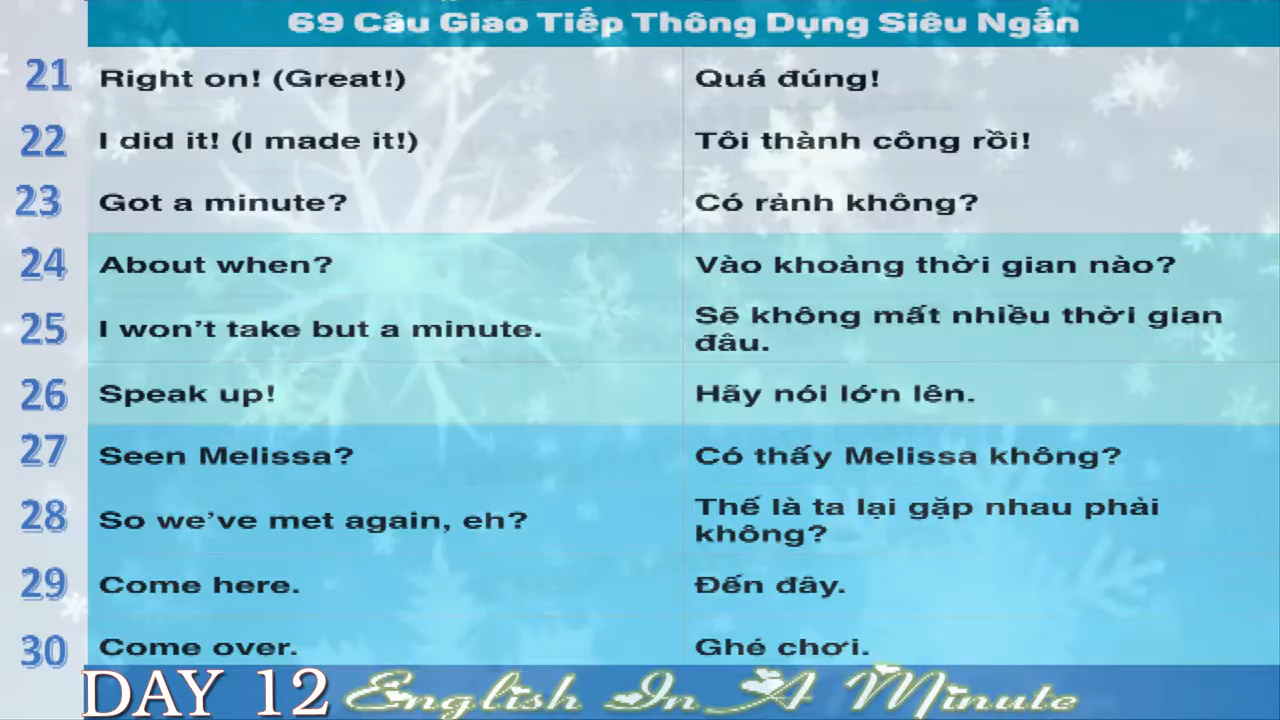 69 Câu Giao Tiếp Thông Dụng Siêu Ngắn
21 Right on! (Great!) Quá đúng!
22 I did it! (I made it!) Tôi thành công rồi!
23 Got a minute? Có rảnh không?
24 About when? Vào khoảng thời gian nào?
25 I won't take but a minute. Sẽ không mất nhiều thời gian
đâu.
26 Speak up! Hãy nói lớn lên.
27 Seen Melissa? Có thấy Melissa không?
28 So we've met again, eh? Thế là ta lại gặp nhau phải
không?
29 Come here. Đến đây.
30 Come over. Ghé chơi.
DAY 12 English In A Minute